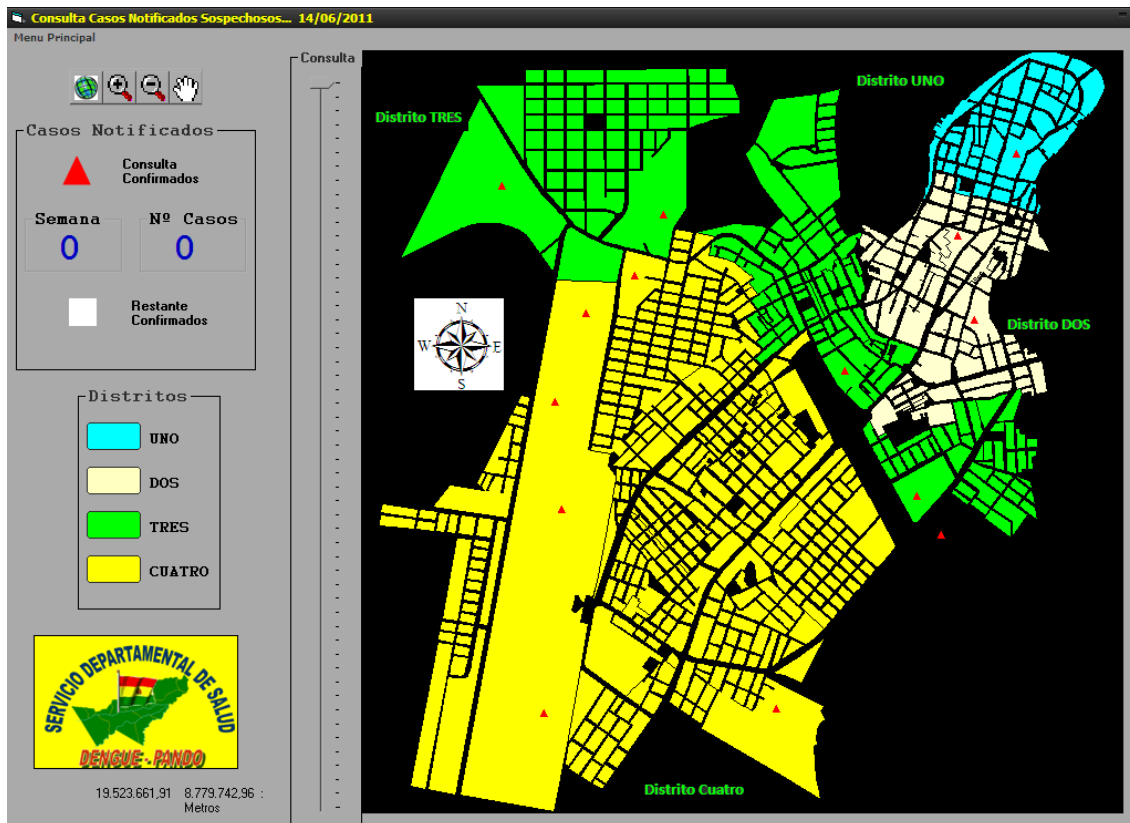 Consulta Casos Notificados Sospechosos... 14/06/2011
Menu Principal
Casos Notificados
Consulta
Confirmados
Semana
Nº Casos
0
0
Restante
Confirmados
Distritos
UNO
DOS
TRES
CUATRO
SERVICIO DEPARTAMENTAL DE SALUD
DENGUE - PANDO
19.523.661,91 8.779.742,96 :
Metros
Consulta
Distrito UNO
Distrito TRES
N
W
E
S
Distrito DOS
Distrito Cuatro